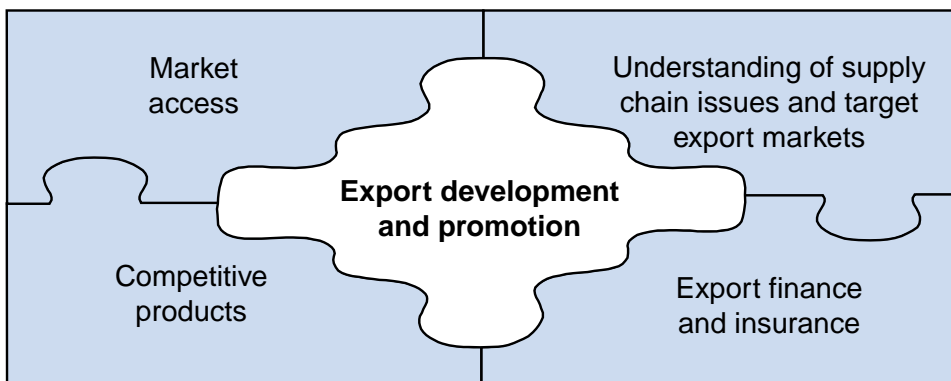 Market
access
Understanding of supply
chain issues and target
export markets
Export development
and promotion
Competitive
products
Export finance
and insurance